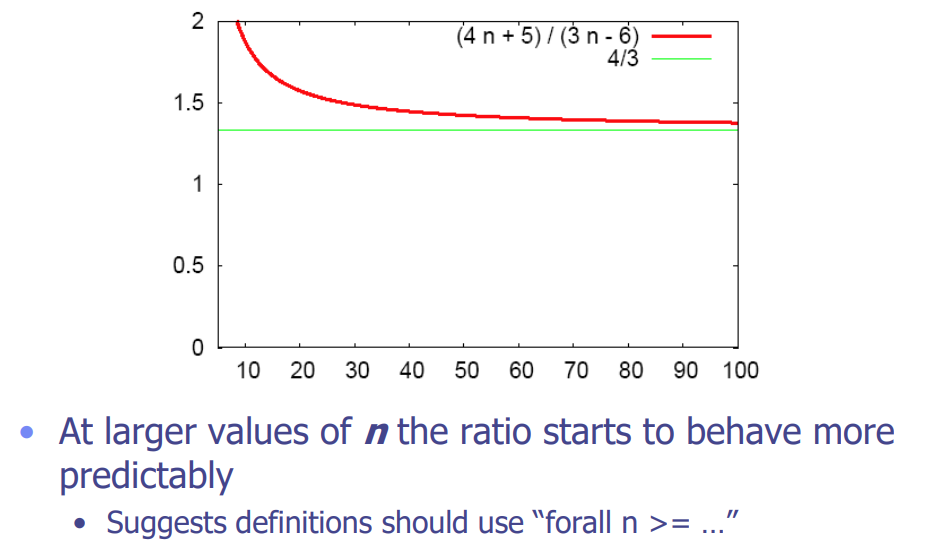 2
1.5
1
0.5
0
(4 n + 5) / (3 n - 6)
4/3
10 20 30 40 50 60 70 80 90 100
• At larger values of n the ratio starts to behave more
predictably
• Suggests definitions should use “forall n >= …”